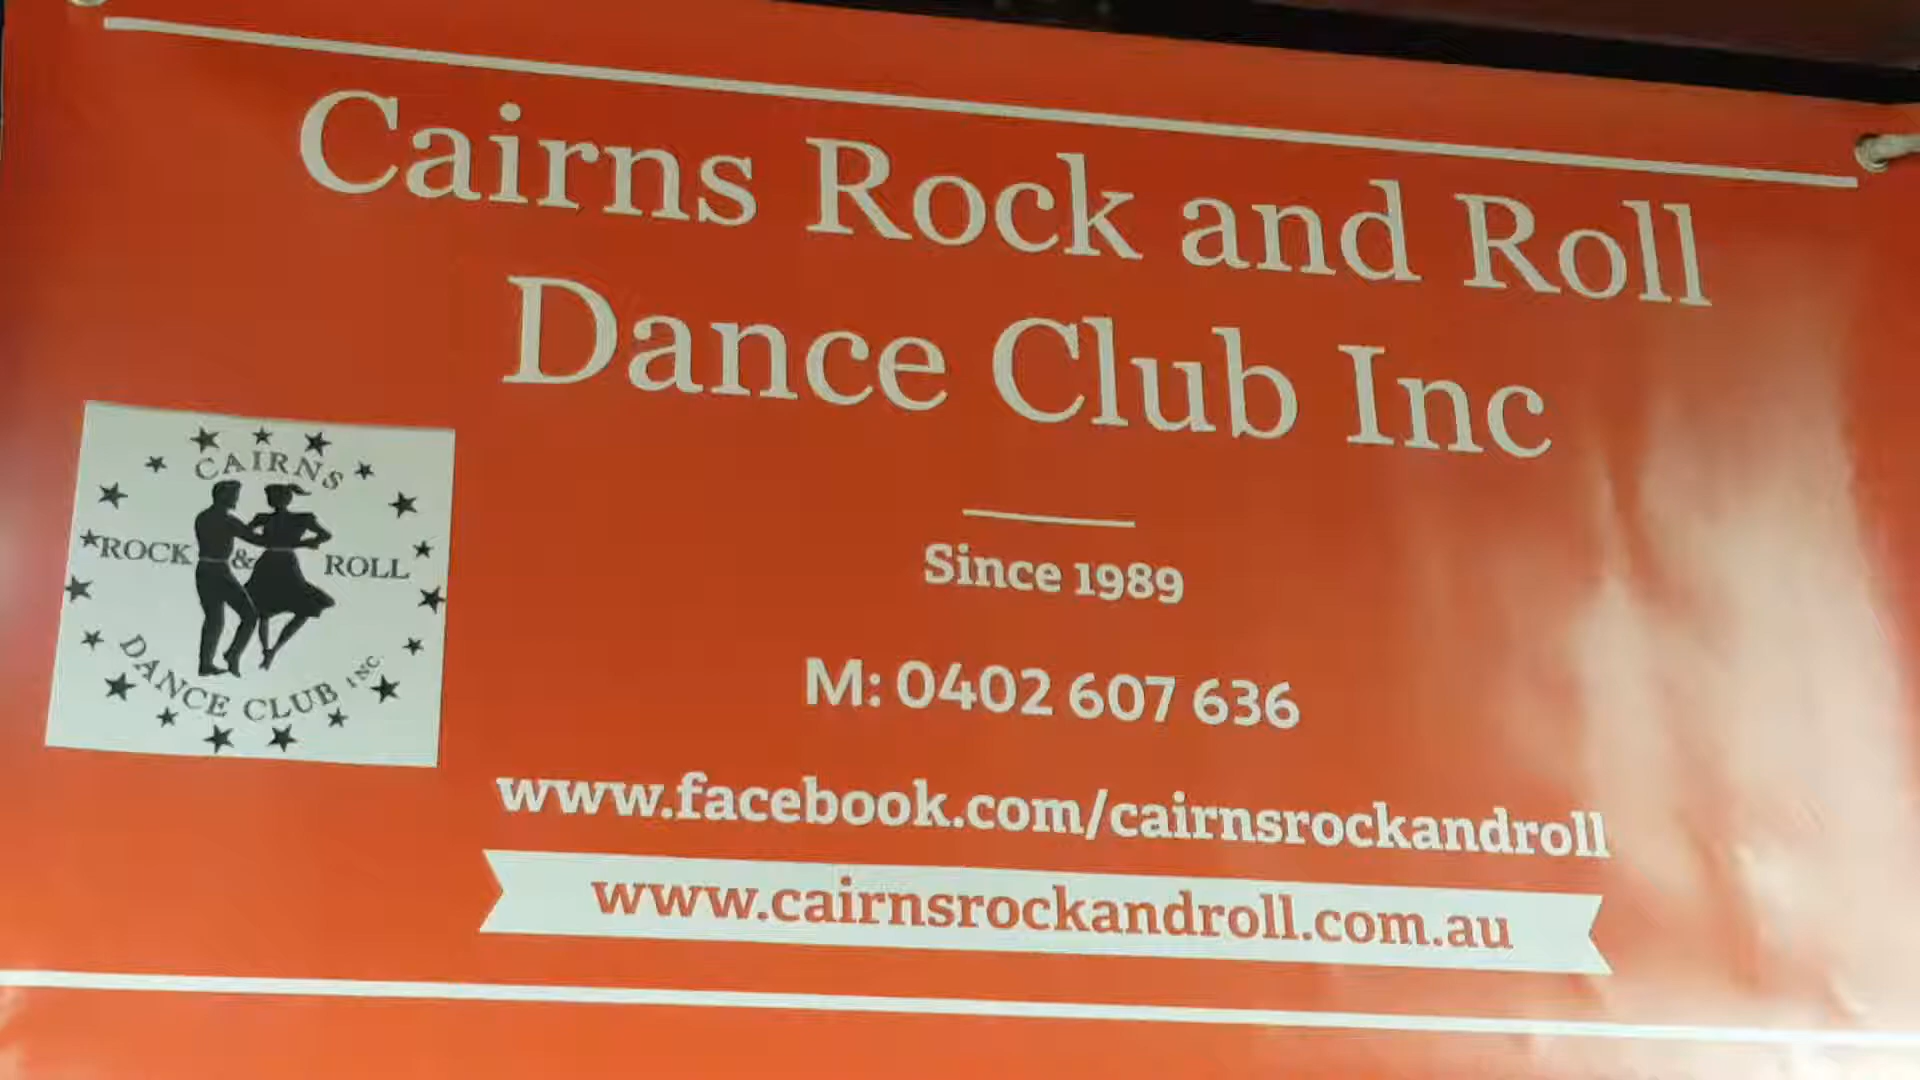 Cairns Rock and Roll
Dance Club Inc
Since 1989
M: 0402 607 636
www.facebook.com/cairnsrockandroll
www.cairnsrockandroll.com.au
CAIRNS
ROCK & ROLL
DANCE CLUB INC.